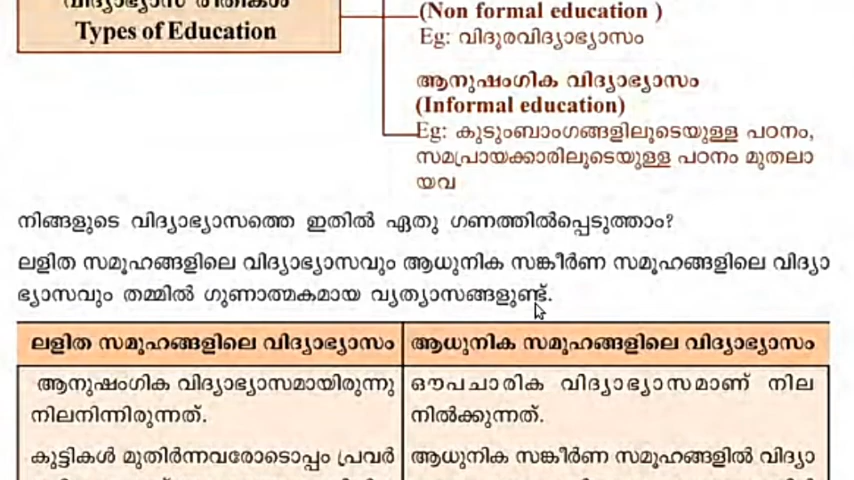 വിദ്യാഭ്യാസ രീതികൾ
Types of Education
(Non formal education )
Eg: വിദൂരവിദ്യാഭ്യാസം
ആനുഷംഗിക വിദ്യാഭ്യാസം
(Informal education)
Eg: കുടുംബാംഗങ്ങളിലൂടെയുള്ള പഠനം,
സമപ്രായക്കാരിലൂടെയുള്ള പഠനം മുതലാ
യവ
നിങ്ങളുടെ വിദ്യാഭ്യാസത്തെ ഇതിൽ ഏതു ഗണത്തിൽപ്പെടുത്താം?
ലളിത സമൂഹങ്ങളിലെ വിദ്യാഭ്യാസവും ആധുനിക സങ്കീർണ സമൂഹങ്ങളിലെ വിദ്യാ
ഭ്യാസവും തമ്മിൽ ഗുണാത്മകമായ വ്യത്യാസങ്ങളുണ്ട്.
ലളിത സമൂഹങ്ങളിലെ വിദ്യാഭ്യാസം
ആധുനിക സമൂഹങ്ങളിലെ വിദ്യാഭ്യാസം
ആനുഷംഗിക വിദ്യാഭ്യാസമായിരുന്നു
നിലനിന്നിരുന്നത്.
ഔപചാരിക വിദ്യാഭ്യാസമാണ് നില
നിൽക്കുന്നത്.
കുട്ടികൾ മുതിർന്നവരോടൊപ്പം പ്രവർ
ആധുനിക സങ്കീർണ സമൂഹങ്ങളിൽ വിദ്യാ